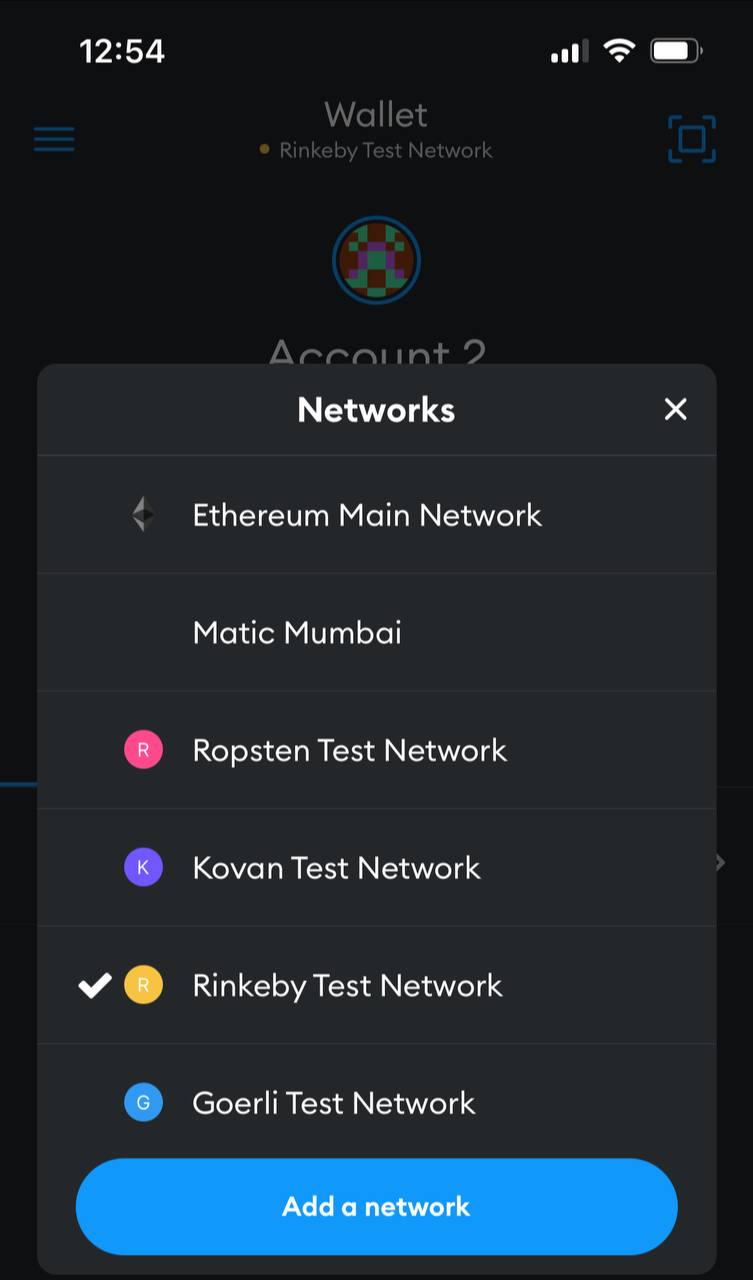 12:54
Wallet
Rinkeby Test Network
Account 2
Networks
Ethereum Main Network
Matic Mumbai
R Ropsten Test Network
K Kovan Test Network
R Rinkeby Test Network
G Goerli Test Network
Add a network